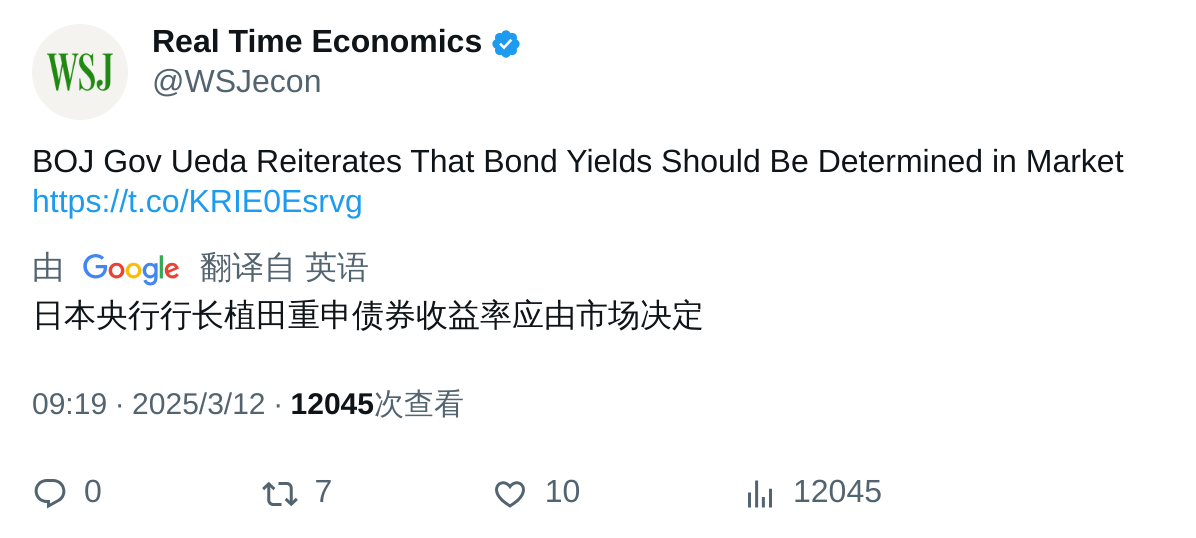 WSJ
Real Time Economics
@WSJecon
BOJ Gov Ueda Reiterates That Bond Yields Should Be Determined in Market
https://t.co/KRIE0Esrvg
由 Google 翻译自 英语
日本央行行长植田重申债券收益率应由市场决定
09:19 · 2025/3/12 · 12045次查看
0 7 10 12045